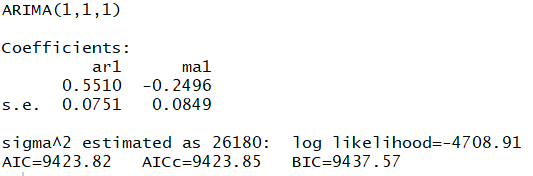 ARIMA(1,1,1)
Coefficients:
ar1 ma1
0.5510 -0.2496
s.e. 0.0751 0.0849
sigma^2 estimated as 26180: log likelihood=-4708.91
AIC=9423.82 AICc=9423.85 BIC=9437.57